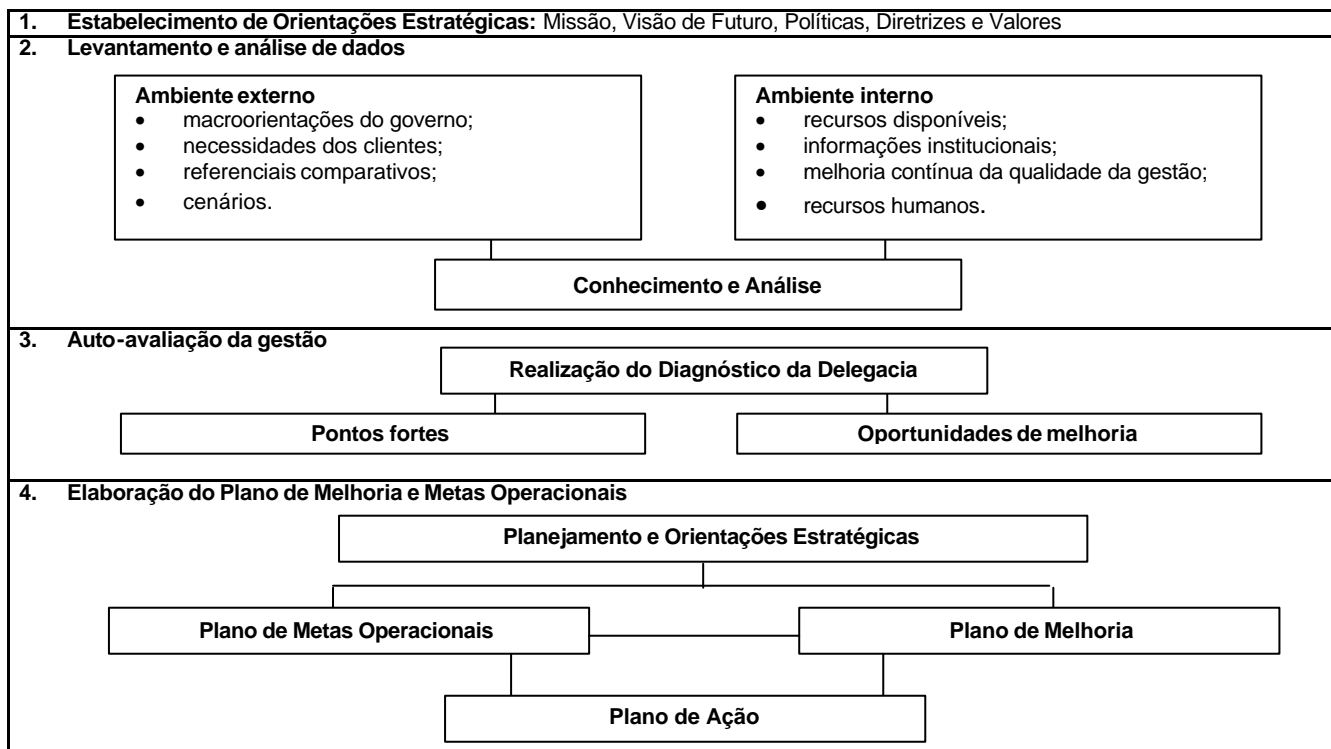 1. Estabelecimento de Orientações Estratégicas: Missão, Visão de Futuro, Políticas, Diretrizes e Valores
2. Levantamento e análise de dados
Ambiente externo
• macroorientações do governo;
• necessidades dos clientes;
• referenciais comparativos;
• cenários.
Ambiente interno
• recursos disponíveis;
• informações institucionais;
• melhoria contínua da qualidade da gestão;
• recursos humanos.
Conhecimento e Análise
3. Auto-avaliação da gestão
Realização do Diagnóstico da Delegacia
Pontos fortes
Oportunidades de melhoria
4. Elaboração do Plano de Melhoria e Metas Operacionais
Planejamento e Orientações Estratégicas
Plano de Metas Operacionais
Plano de Melhoria
Plano de Ação